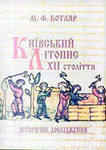 М. Ф. КОТЛЯР
КИЇВСЬКИЙ
ЛІТОПИС
XII СТОЛІТТЯ
ІСТОРИЧНЕ ДОСЛІДЖЕННЯ